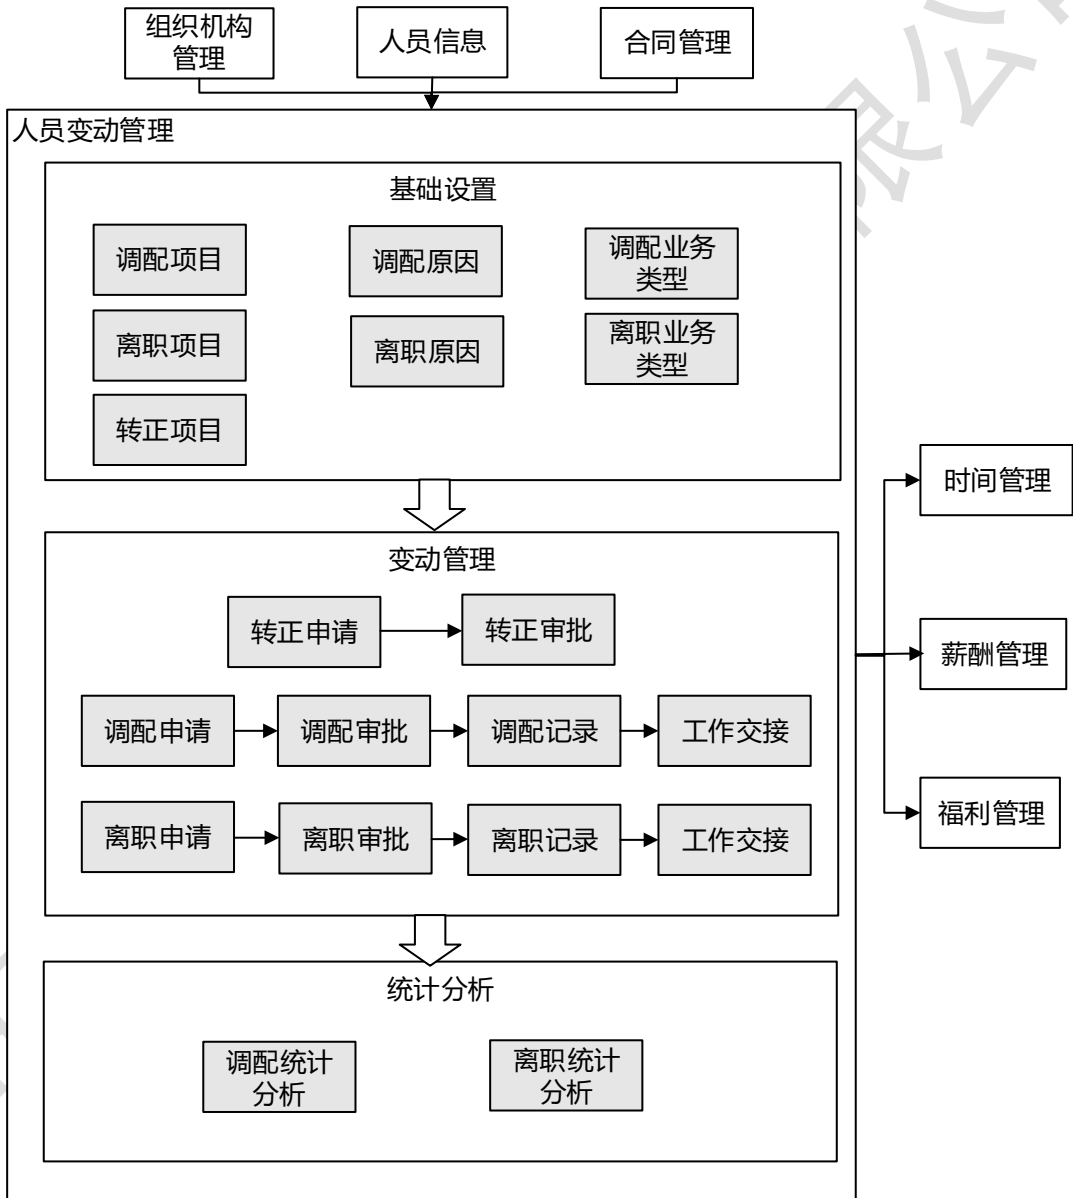 组织机构
管理
人员信息
合同管理
人员变动管理
基础设置
调配项目
调配原因
调配业务
类型
离职项目
离职原因
离职业务
类型
转正项目
时间管理
变动管理
转正申请
转正审批
薪酬管理
调配申请
调配审批
调配记录
工作交接
离职申请
离职审批
离职记录
工作交接
福利管理
统计分析
调配统计
分析
离职统计
分析
限公